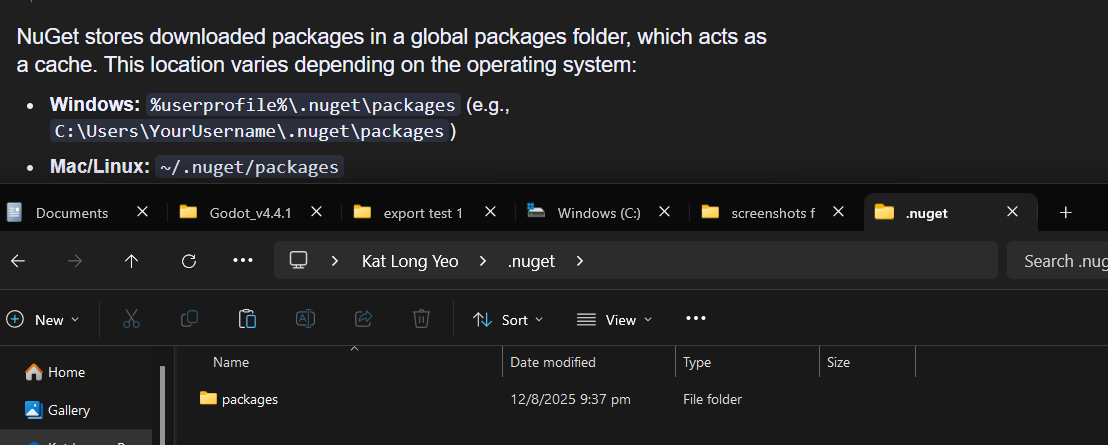 NuGet stores downloaded packages in a global packages folder, which acts as
a cache. This location varies depending on the operating system:
• Windows: %userprofile%\.nuget\packages (e.g.,
C:\Users\YourUsername\.nuget\packages)
• Mac/Linux: ~/.nuget/packages
Documents Godot_v4.4.1 export test 1 Windows (C:) screenshots f .nuget
Kat Long Yeo > .nuget > Search .nug
New Sort View
Name Date modified Type Size
Home
packages 12/8/2025 9:37 pm File folder
Gallery